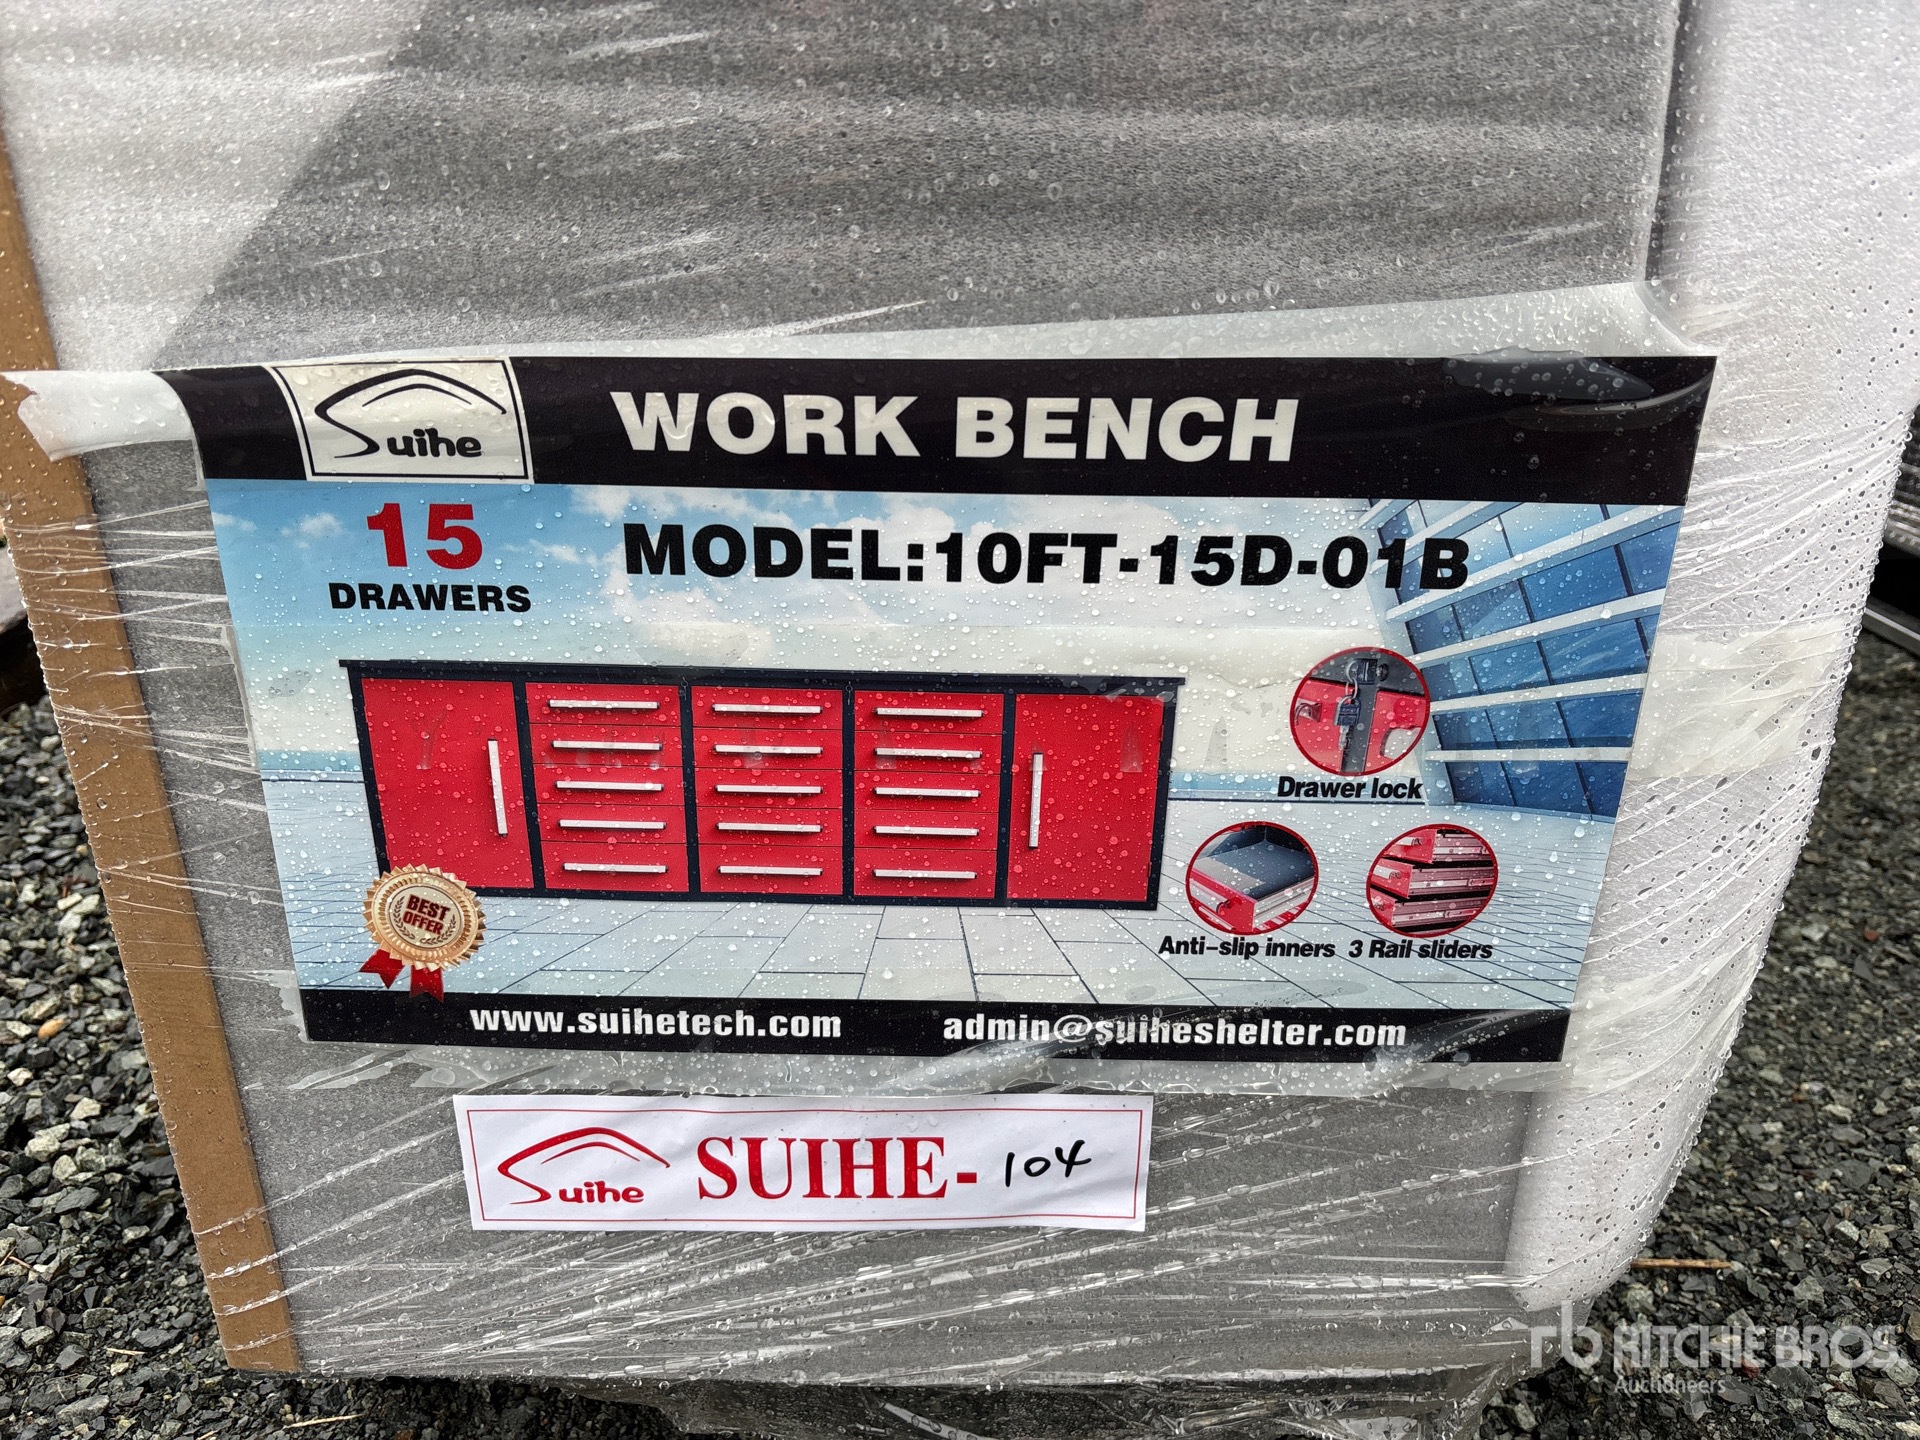 Suihe
WORK BENCH
15
DRAWERS
MODEL:10FT-15D-01B
Drawer lock
BEST
OFFER
Anti-slip inners
3 Rail sliders
www.suihetech.com
admin@suiheshelter.com
Suihe
SUIHE-104
rb RITCHIE BROS.
Auctioneers